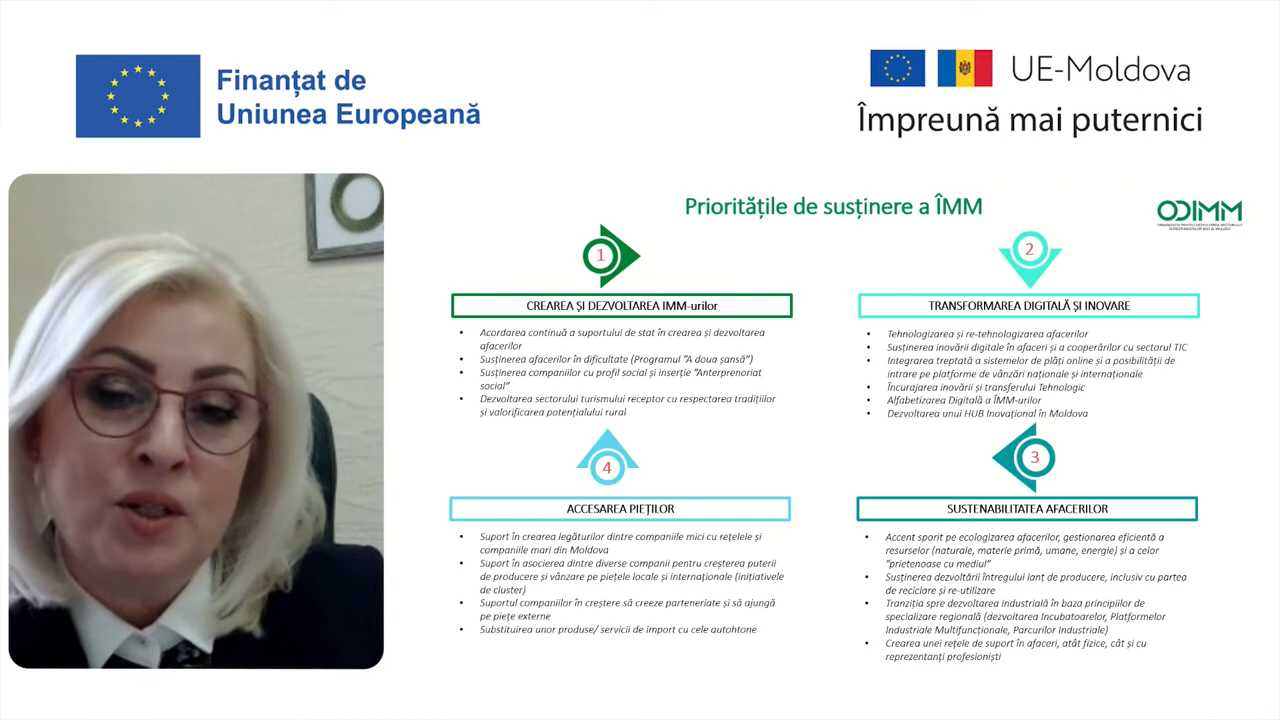 Finanțat de
Uniunea Europeană
UE-Moldova
Împreună mai puternici
Prioritățile de susținere a ÎMM
ODIMM
ORGANIZAȚIA PENTRU DEZVOLTAREA SECTORULUI
ÎNTREPRINDERILOR MICI ȘI MIJLOCII
1
CREAREA ȘI DEZVOLTAREA IMM-urilor
• Acordarea continuă a suportului de stat în crearea și dezvoltarea
afacerilor
• Susținerea afacerilor în dificultate (Programul "A doua șansă")
• Susținerea companiilor cu profil social și inserție "Anterprenoriat
social"
• Dezvoltarea sectorului turismului receptor cu respectarea tradițiilor
și valorificarea potențialului rural
2
TRANSFORMAREA DIGITALĂ ȘI INOVARE
• Tehnologizarea și re-tehnologizarea afacerilor
• Susținerea inovării digitale în afaceri și a cooperărilor cu sectorul TIC
• Integrarea treptată a sistemelor de plăți online și a posibilității de
intrare pe platforme de vânzări naționale și internaționale
• Încurajarea inovării și transferului Tehnologic
• Alfabetizarea Digitală a ÎMM-urilor
• Dezvoltarea unui HUB Inovațional în Moldova
4
ACCESAREA PIEȚILOR
• Suport în crearea legăturilor dintre companiile mici cu rețelele și
companiile mari din Moldova
• Suport în asocierea dintre diverse companii pentru creșterea puterii
de producere și vânzare pe piețele locale și internaționale (inițiativele
de cluster)
• Suportul companiilor în creștere să creeze parteneriate și să ajungă
pe piețe externe
• Substituirea unor produse/ servicii de import cu cele autohtone
3
SUSTENABILITATEA AFACERILOR
• Accent sporit pe ecologizarea afacerilor, gestionarea eficientă a
resurselor (naturale, materie primă, umane, energie) și a celor
"prietenoase cu mediul"
• Susținerea dezvoltării întregului lanț de producere, inclusiv cu partea
de reciclare și re-utilizare
• Tranziția spre dezvoltarea industrială în baza principiilor de
specializare regională (dezvoltarea Incubatoarelor, Platformelor
Industriale Multifuncționale, Parcurilor Industriale)
• Crearea unei rețele de suport în afaceri, atât fizice, cât și cu
reprezentanți profesioniști